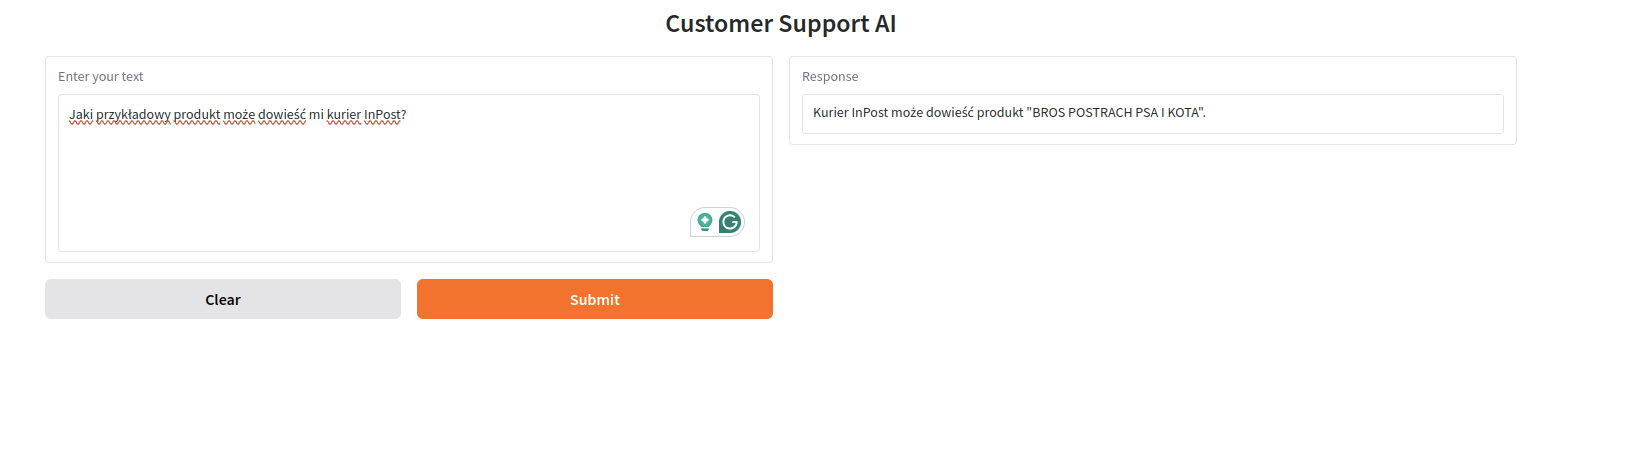 Customer Support AI
Enter your text
Jaki przykładowy produkt może dowieść mi kurier InPost?
Clear
Submit
Response
Kurier InPost może dowieść produkt "BROS POSTRACH PSA I KOTA".